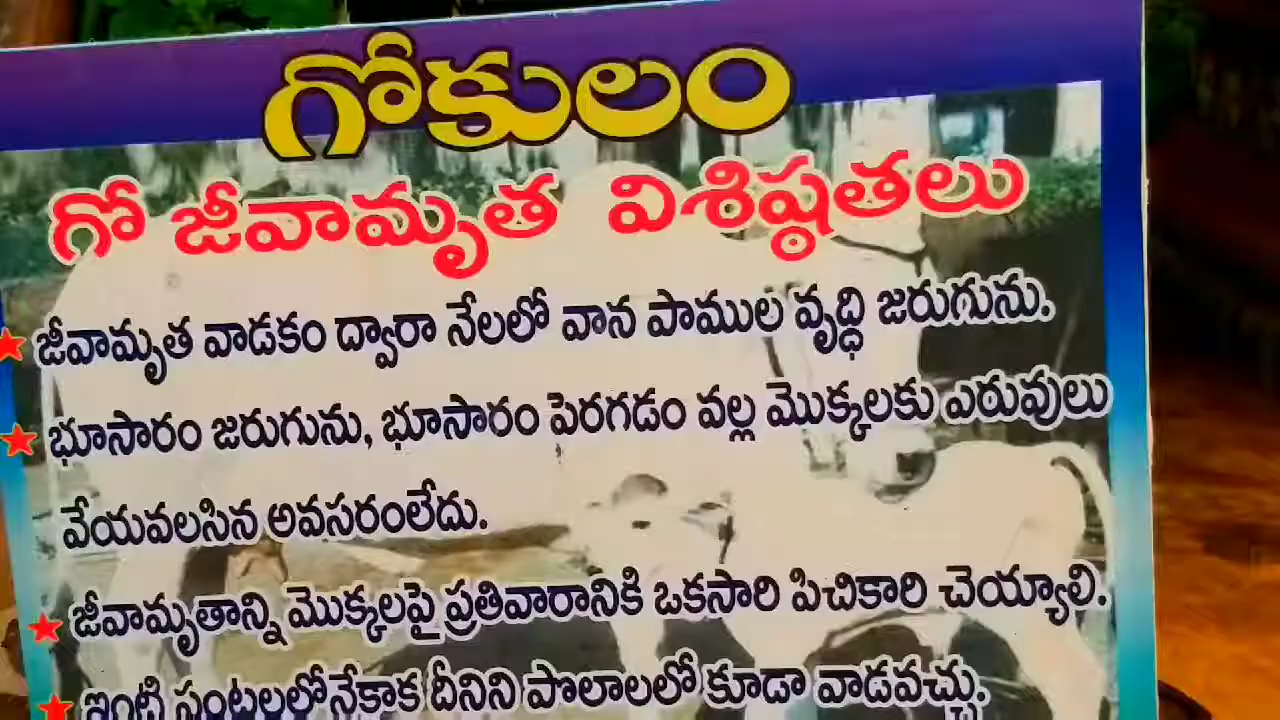 గోకులం
గో జీవామృత విశిష్ఠతలు
జీవామృత వాడకం ద్వారా నేలలో వాన పాముల వృద్ధి జరుగును.
భూసారం జరుగును, భూసారం పెరగడం వల్ల మొక్కలకు ఎరువులు
వేయవలసిన అవసరంలేదు.
జీవామృతాన్ని మొక్కలపై ప్రతివారానికి ఒకసారి పిచికారి చెయ్యాలి.
ఇంటి పంటలలోనేకాక దీనిని పొలాలలో కూడా వాడవచ్చు.